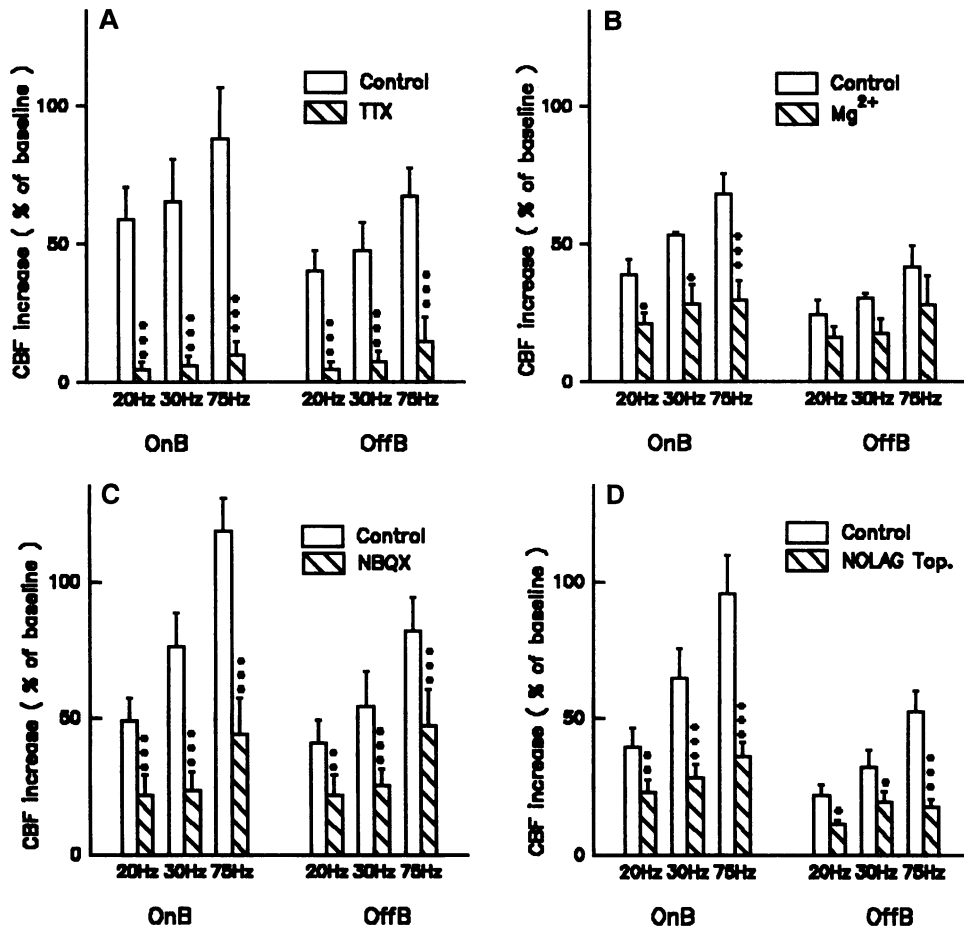 A
CBF increase ( % of baseline )
100
50
0
Control
TTX
20Hz 30Hz 75Hz
20Hz 30Hz 75Hz
OnB
OffB
B
CBF increase ( % of baseline )
100
50
0
Control
Mg2+
20Hz 30Hz 75Hz
20Hz 30Hz 75Hz
OnB
OffB
C
CBF increase ( % of baseline )
100
50
0
Control
NBQX
20Hz 30Hz 75Hz
20Hz 30Hz 75Hz
OnB
OffB
D
CBF increase ( % of baseline )
100
50
0
Control
NOLAG Top.
20Hz 30Hz 75Hz
20Hz 30Hz 75Hz
OnB
OffB